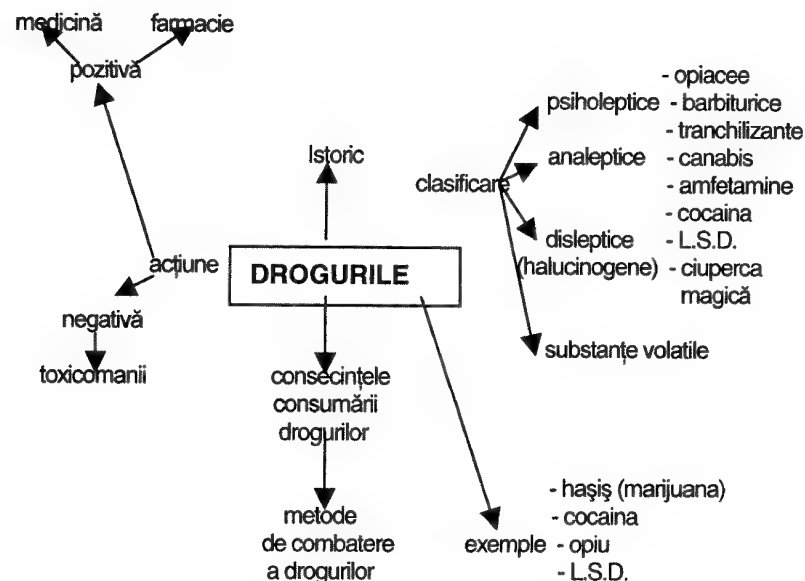 medicină farmacie
pozitivă
acțiune
negativă
toxicomanii
Istoric
DROGURILE
consecințele
consumării
drogurilor
metode
de combatere
a drogurilor
clasificare
psiholeptice
analeptice
disleptice
(halucinogene)
substanțe volatile
- opiacee
- barbiturice
- tranchilizante
- canabis
- amfetamine
- cocaina
- L.S.D.
- ciuperca
magică
exemple
- hașiș (marijuana)
- cocaina
- opiu
- L.S.D.